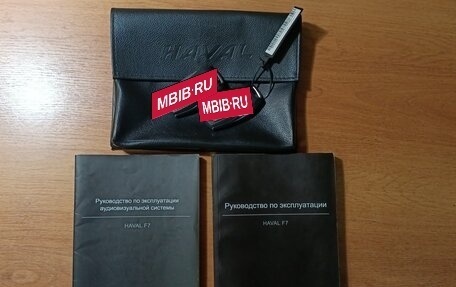 HAVAL
MBIB.RU
MBIB.RU
Руководство по эксплуатации
аудиовизуальной системы
HAVAL F7
Руководство по эксплуатации
HAVAL F7